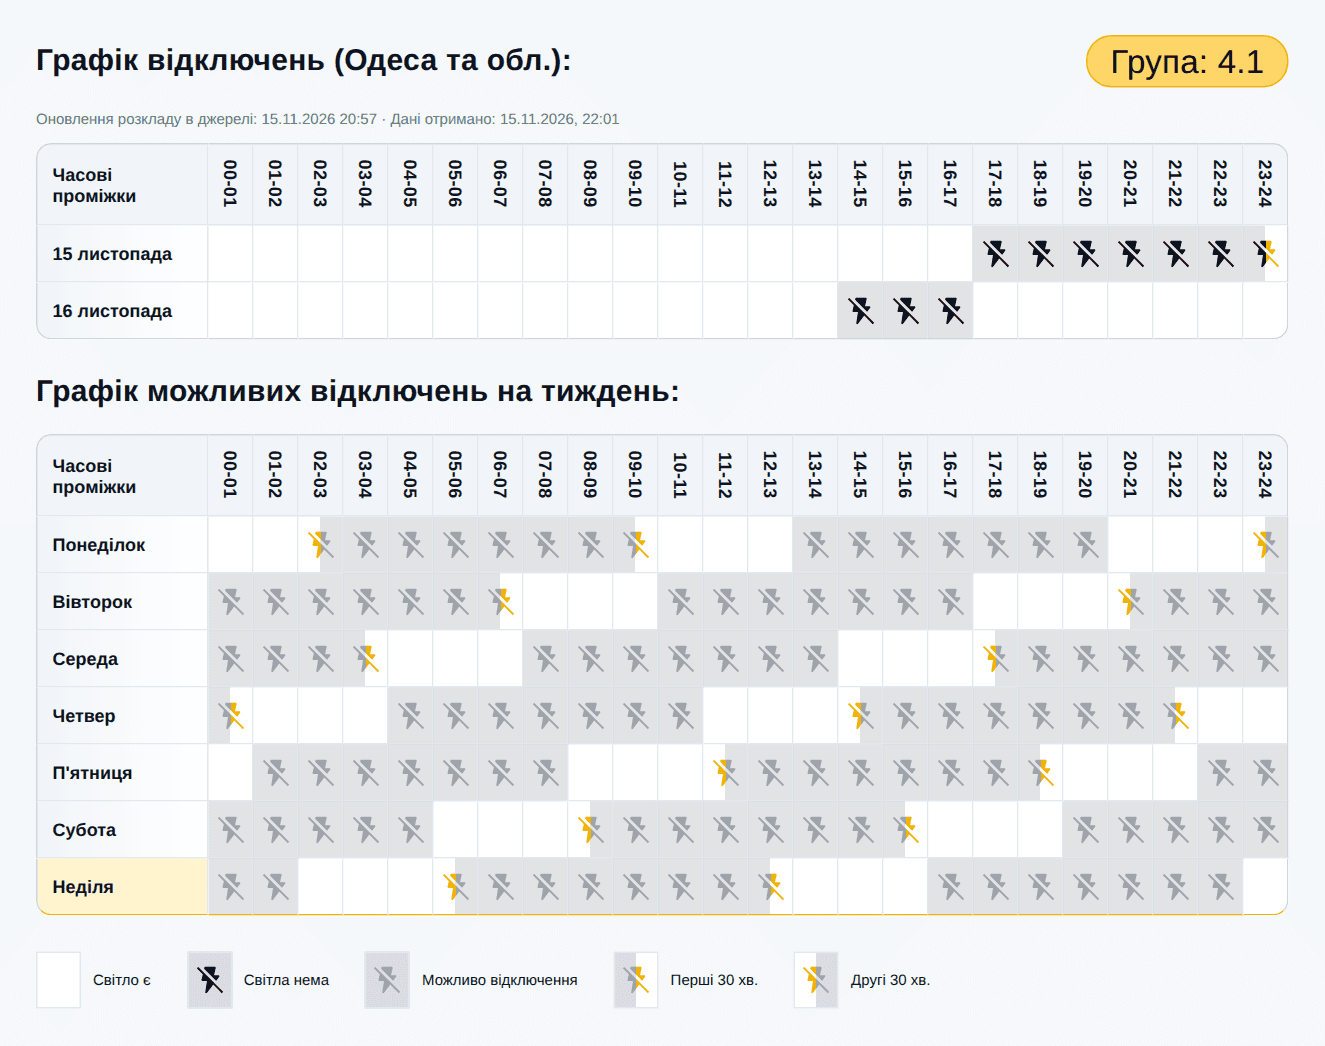 Графік відключень (Одеса та обл.):
Група: 4.1
Оновлення розкладу в джерелі: 15.11.2026 20:57 · Дані отримано: 15.11.2026, 22:01
Часові проміжки 00-01 01-02 02-03 03-04 04-05 05-06 06-07 07-08 08-09 09-10 10-11 11-12 12-13 13-14 14-15 15-16 16-17 17-18 18-19 19-20 20-21 21-22 22-23 23-24
15 листопада
16 листопада
Графік можливих відключень на тиждень:
Часові проміжки 00-01 01-02 02-03 03-04 04-05 05-06 06-07 07-08 08-09 09-10 10-11 11-12 12-13 13-14 14-15 15-16 16-17 17-18 18-19 19-20 20-21 21-22 22-23 23-24
Понеділок
Вівторок
Середа
Четвер
П'ятниця
Субота
Неділя
Світло є Світла нема Можливо відключення Перші 30 хв. Другі 30 хв.